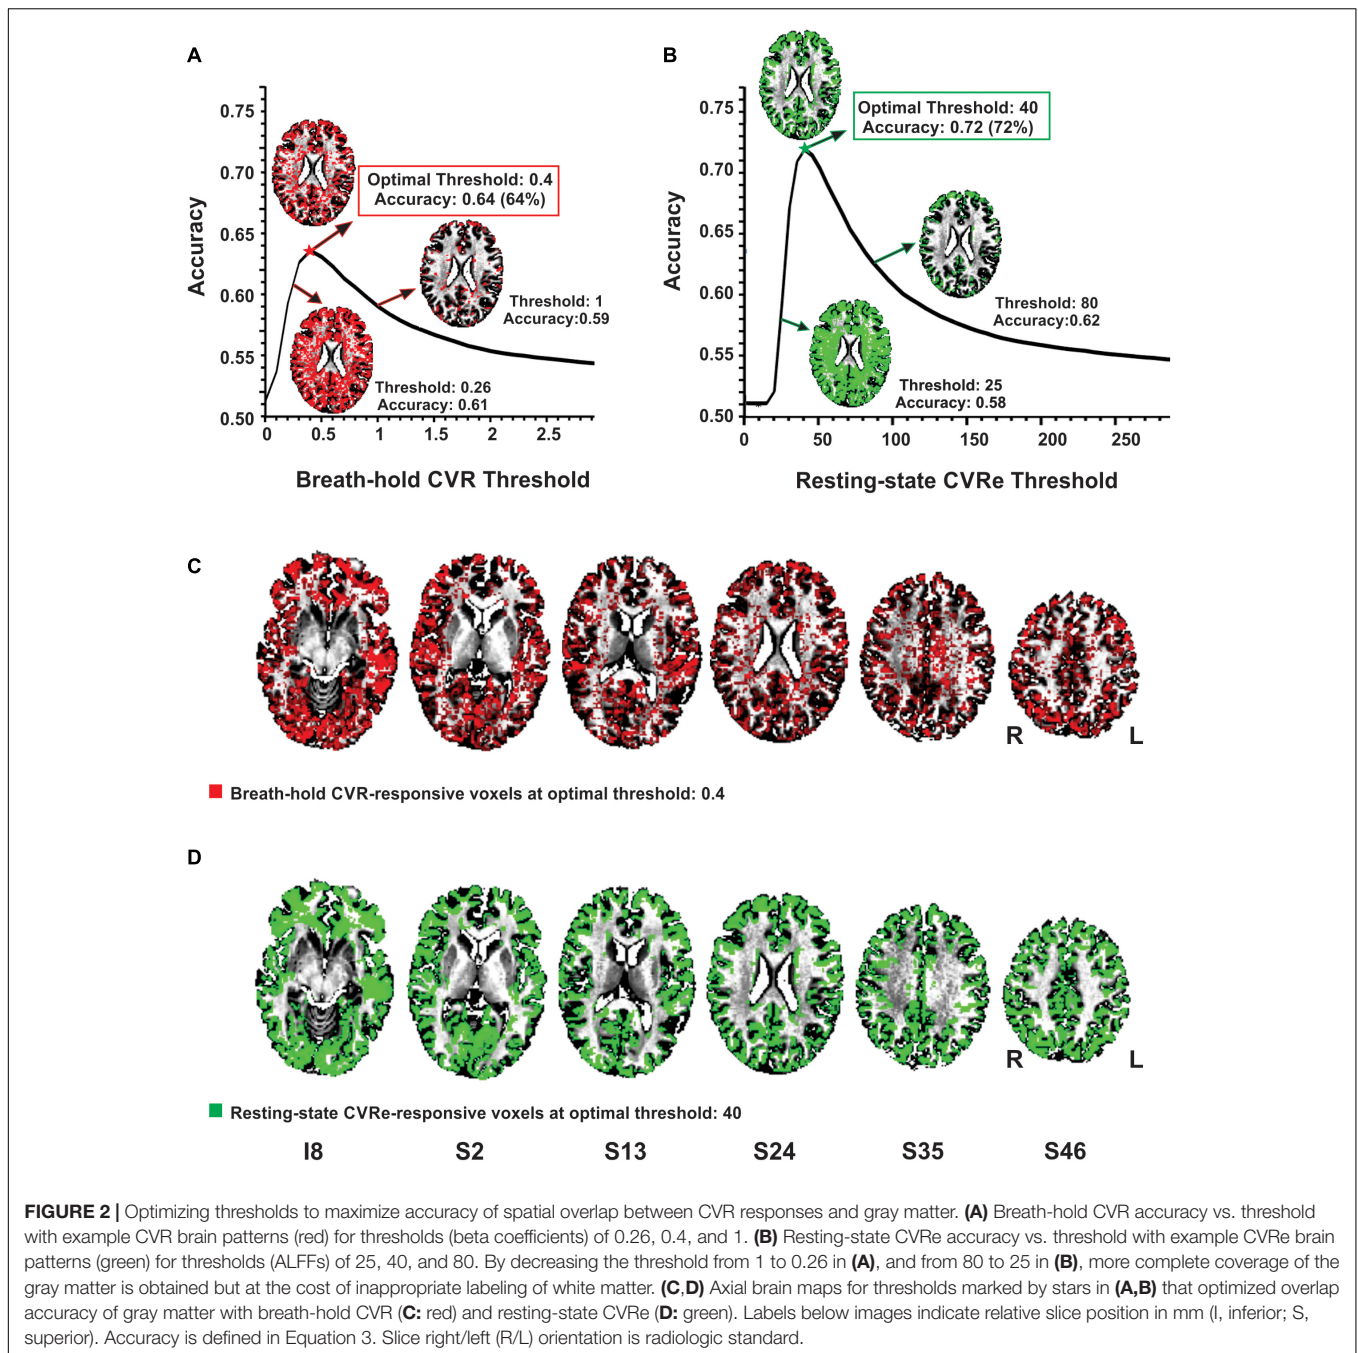 A
0.75
0.70
0.65
0.60
0.55
0.50
Accuracy
Optimal Threshold: 0.4
Accuracy: 0.64 (64%)
Threshold: 1
Accuracy:0.59
Threshold: 0.26
Accuracy: 0.61
0 0.5 1 1.5 2 2.5
Breath-hold CVR Threshold
B
0.75
0.70
0.65
0.60
0.55
0.50
Accuracy
Optimal Threshold: 40
Accuracy: 0.72 (72%)
Threshold: 80
Accuracy:0.62
Threshold: 25
Accuracy: 0.58
0 50 100 150 200 250
Resting-state CVRe Threshold
C
R L
Breath-hold CVR-responsive voxels at optimal threshold: 0.4
D
R L
Resting-state CVRe-responsive voxels at optimal threshold: 40
I8 S2 S13 S24 S35 S46
FIGURE 2 | Optimizing thresholds to maximize accuracy of spatial overlap between CVR responses and gray matter. (A) Breath-hold CVR accuracy vs. threshold
with example CVR brain patterns (red) for thresholds (beta coefficients) of 0.26, 0.4, and 1. (B) Resting-state CVRe accuracy vs. threshold with example CVRe brain
patterns (green) for thresholds (ALFFs) of 25, 40, and 80. By decreasing the threshold from 1 to 0.26 in (A), and from 80 to 25 in (B), more complete coverage of the
gray matter is obtained but at the cost of inappropriate labeling of white matter. (C,D) Axial brain maps for thresholds marked by stars in (A,B) that optimized overlap
accuracy of gray matter with breath-hold CVR (C: red) and resting-state CVRe (D: green). Labels below images indicate relative slice position in mm (I, inferior; S,
superior). Accuracy is defined in Equation 3. Slice right/left (R/L) orientation is radiologic standard.